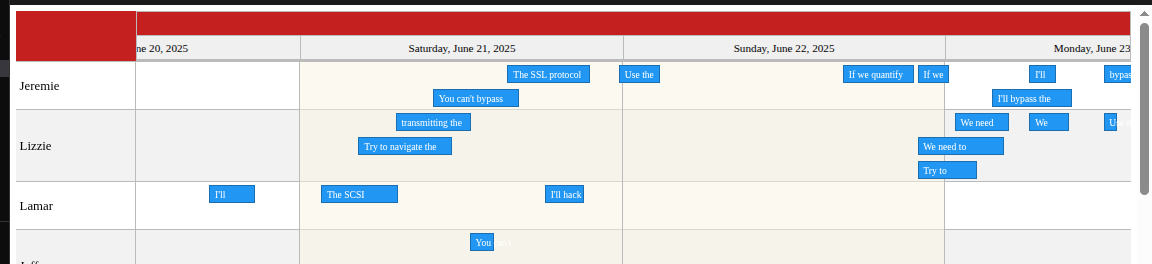 ne 20, 2025
Saturday, June 21, 2025
Sunday, June 22, 2025
Monday, June 23
Jeremie
The SSL protocol
Use the
If we quantify
If we
I'll
bypas
You can't bypass
I'll bypass the
Lizzie
transmitting the
We need
We
Try to navigate the
We need to
Try to
Lamar
I'll
The SCSI
I'll hack
You can't